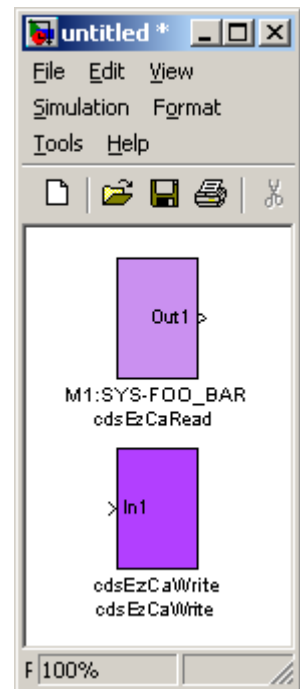 untitled *
File Edit View
Simulation Format
Tools Help
Out1
M1:SYS-FOO_BAR
cdsEzCaRead
In1
cdsEzCaWrite
cdsEzCaWrite
F 100%